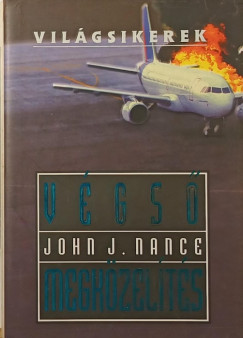 VILÁGSIKEREK
VÉGSŐ
JOHN J. NANCE
MEGKÖZELÍTÉS